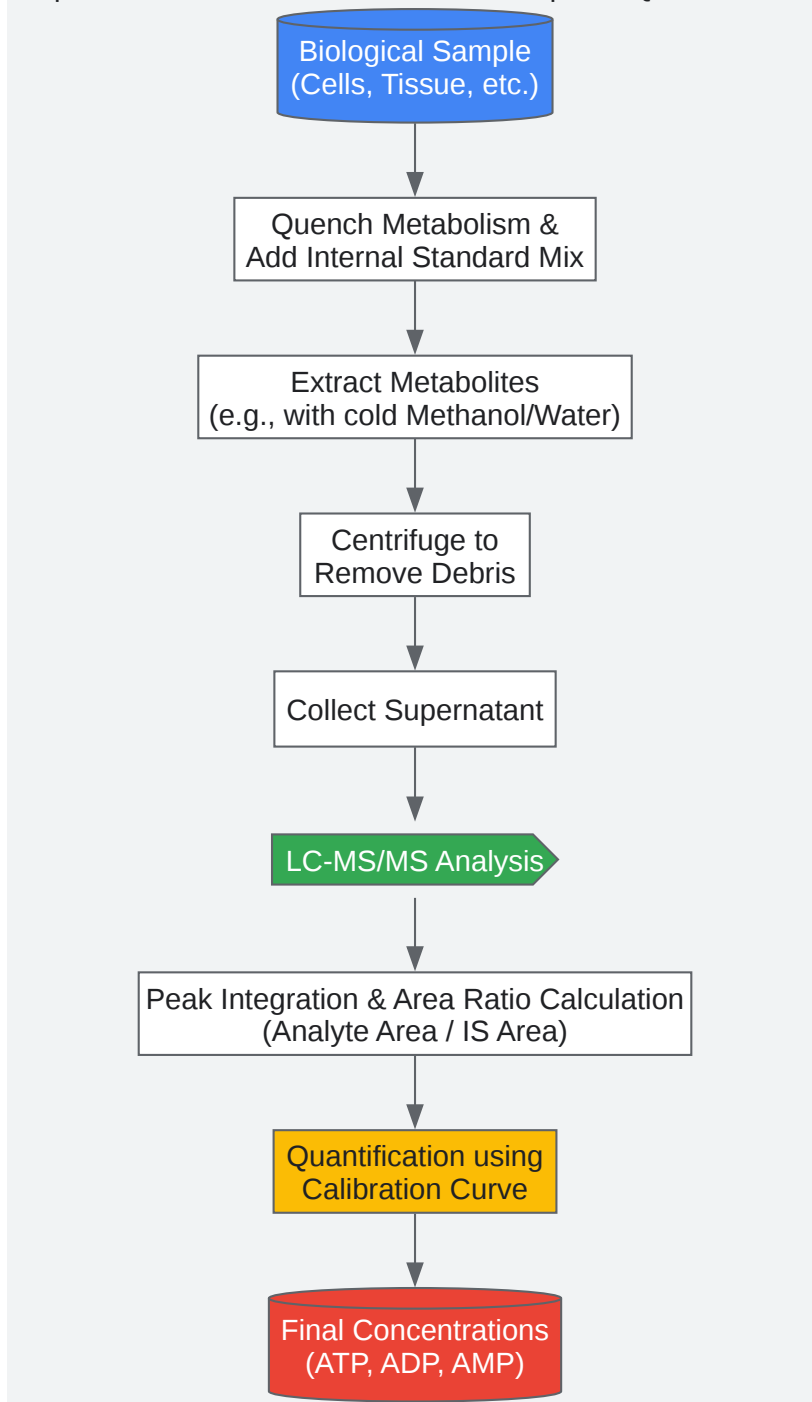 Biological Sample
(Cells, Tissue, etc.)
Quench Metabolism &
Add Internal Standard Mix
Extract Metabolites
(e.g., with cold Methanol/Water)
Centrifuge to
Remove Debris
Collect Supernatant
LC-MS/MS Analysis
Peak Integration & Area Ratio Calculation
(Analyte Area / IS Area)
Quantification using
Calibration Curve
Final Concentrations
(ATP, ADP, AMP)